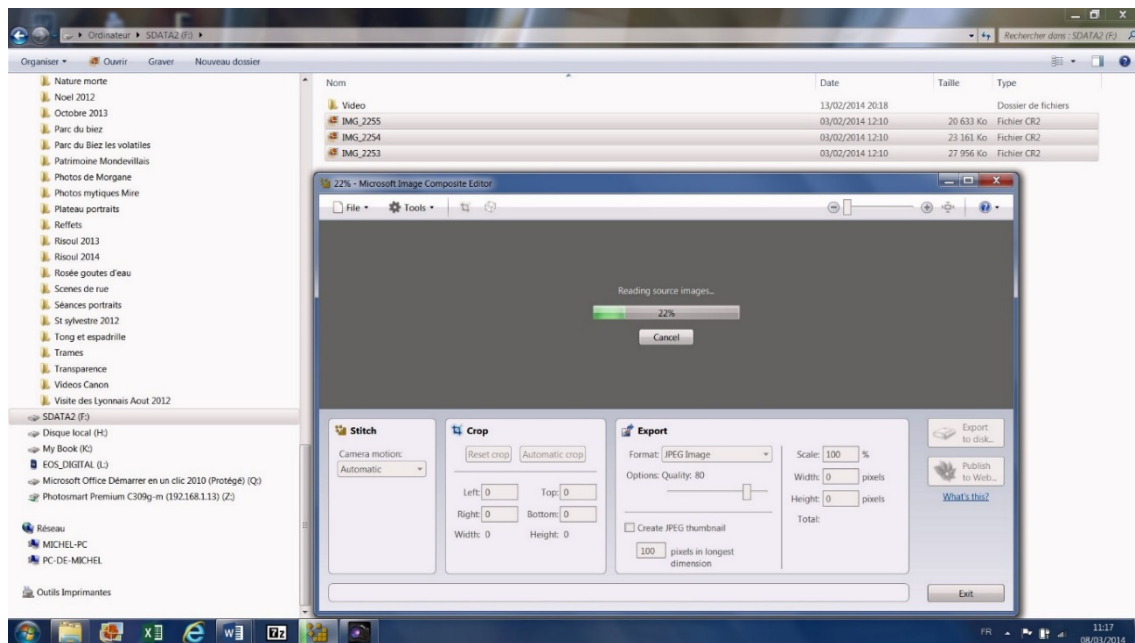 Ordinateur ▸ SDATA2 (F:) ▸
Rechercher dans : SDATA2 (F:)
Organiser Ouvrir Graver Nouveau dossier
Nature morte
Noel 2012
Octobre 2013
Parc du biez
Parc du Biez les volatiles
Patrimoine Mondevillais
Photos de Morgane
Photos mytiques Mire
Plateau portraits
Reffets
Risoul 2013
Risoul 2014
Rosée goutes d'eau
Scenes de rue
Séances portraits
St sylvestre 2012
Tong et espadrille
Trames
Transparence
Videos Canon
Visite des Lyonnais Aout 2012
SDATA2 (F:)
Disque local (H:)
My Book (K:)
EOS_DIGITAL (L:)
Microsoft Office Démarrer en un clic 2010 (Protégé) (Q:)
Photosmart Premium C309g-m (192.168.1.13) (Z:)
Réseau
MICHEL-PC
PC-DE-MICHEL
Outils Imprimantes
Nom Date Taille Type
Video 13/02/2014 20:18 Dossier de fichiers
IMG_2255 03/02/2014 12:10 20 633 Ko Fichier CR2
IMG_2254 03/02/2014 12:10 23 161 Ko Fichier CR2
IMG_2253 03/02/2014 12:10 27 956 Ko Fichier CR2
22% - Microsoft Image Composite Editor
File Tools
Reading source images...
22%
Cancel
Stitch
Camera motion:
Automatic
Crop
Reset crop Automatic crop
Left: 0 Top: 0
Right: 0 Bottom: 0
Width: 0 Height: 0
Export
Format: JPEG Image
Options: Quality: 80
Create JPEG thumbnail
100 pixels in longest
dimension
Scale: 100 %
Width: 0 pixels
Height: 0 pixels
Total:
Export
to disk...
Publish
to Web...
What's this?
Exit
FR
11:17
08/03/2014